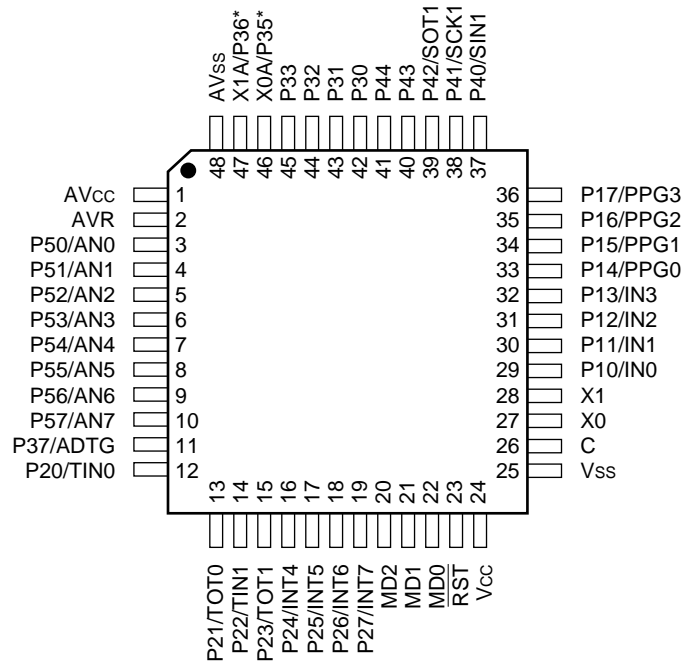 AVss
X1A/P36*
X0A/P35*
P33
P32
P31
P30
P44
P43
P42/SOT1
P41/SCK1
P40/SIN1
48
47
46
45
44
43
42
41
40
39
38
37
AVcc 1
AVR 2
P50/AN0 3
P51/AN1 4
P52/AN2 5
P53/AN3 6
P54/AN4 7
P55/AN5 8
P56/AN6 9
P57/AN7 10
P37/ADTG 11
P20/TIN0 12
36 P17/PPG3
35 P16/PPG2
34 P15/PPG1
33 P14/PPG0
32 P13/IN3
31 P12/IN2
30 P11/IN1
29 P10/IN0
28 X1
27 X0
26 C
25 Vss
13
14
15
16
17
18
19
20
21
22
23
24
P21/TOT0
P22/TIN1
P23/TOT1
P24/INT4
P25/INT5
P26/INT6
P27/INT7
MD2
MD1
MD0
RST
Vcc